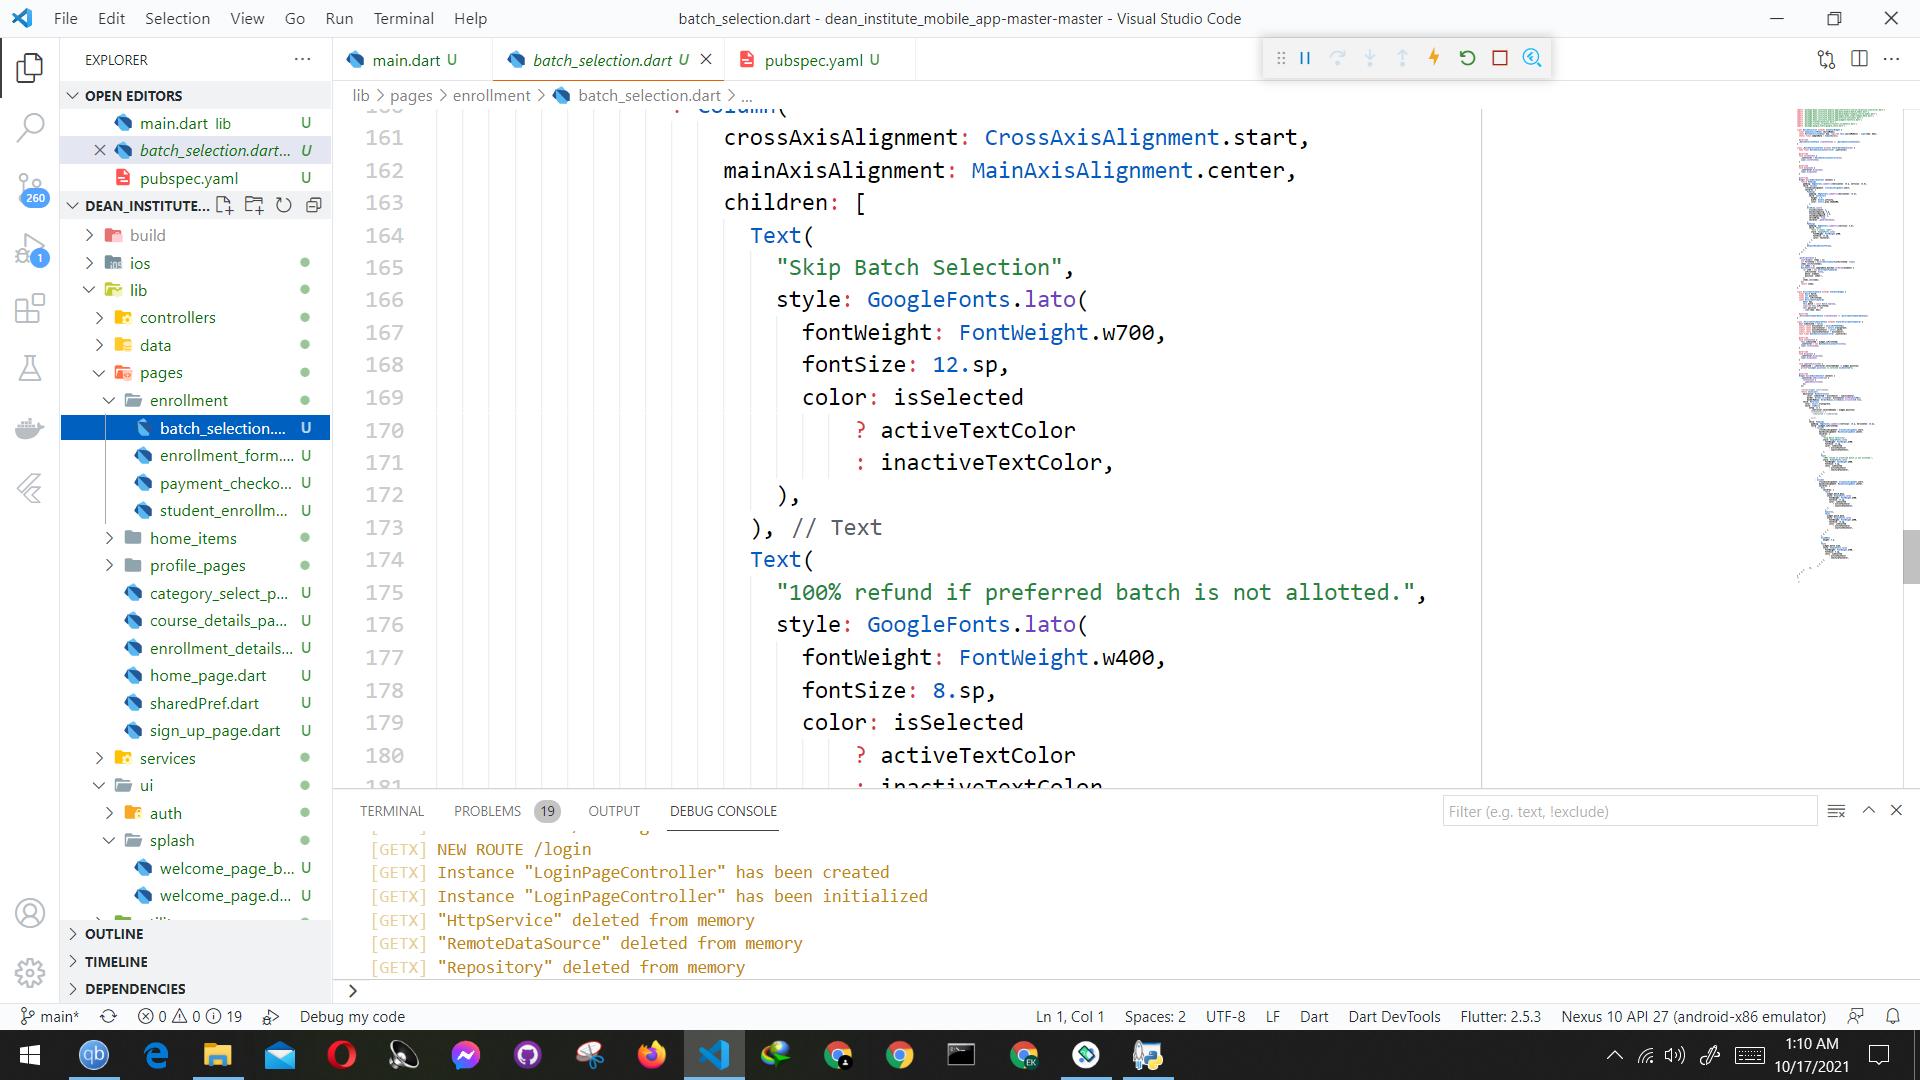 File Edit Selection View Go Run Terminal Help
batch_selection.dart - dean_institute_mobile_app-master-master - Visual Studio Code
EXPLORER
main.dart U
batch_selection.dart U
pubspec.yaml U
OPEN EDITORS
lib > pages > enrollment > batch_selection.dart > ...
main.dart lib U
batch_selection.dart... U
pubspec.yaml U
DEAN_INSTITUTE...
260
1
build
ios
lib
controllers
data
pages
enrollment
batch_selection.... U
enrollment_form.... U
payment_checko... U
student_enrollm... U
home_items
profile_pages
category_select_p... U
course_details_pa... U
enrollment_details... U
home_page.dart U
sharedPref.dart U
sign_up_page.dart U
services
ui
auth
splash
welcome_page_b... U
welcome_page.d... U
OUTLINE
TIMELINE
DEPENDENCIES
160 : Column(
161 crossAxisAlignment: CrossAxisAlignment.start,
162 mainAxisAlignment: MainAxisAlignment.center,
163 children: [
164 Text(
165 "Skip Batch Selection",
166 style: GoogleFonts.lato(
167 fontWeight: FontWeight.w700,
168 fontSize: 12.sp,
169 color: isSelected
170 ? activeTextColor
171 : inactiveTextColor,
172 ),
173 ), // Text
174 Text(
175 "100% refund if preferred batch is not allotted.",
176 style: GoogleFonts.lato(
177 fontWeight: FontWeight.w400,
178 fontSize: 8.sp,
179 color: isSelected
180 ? activeTextColor
181 : inactiveTextColor
TERMINAL PROBLEMS 19 OUTPUT DEBUG CONSOLE
Filter (e.g. text, !exclude)
[GETX] NEW ROUTE /login
[GETX] Instance "LoginPageController" has been created
[GETX] Instance "LoginPageController" has been initialized
[GETX] "HttpService" deleted from memory
[GETX] "RemoteDataSource" deleted from memory
[GETX] "Repository" deleted from memory
>
main* 0 0 19 Debug my code
Ln 1, Col 1 Spaces: 2 UTF-8 LF Dart Dart DevTools Flutter: 2.5.3 Nexus 10 API 27 (android-x86 emulator)
qb
EK
1:10 AM
10/17/2021